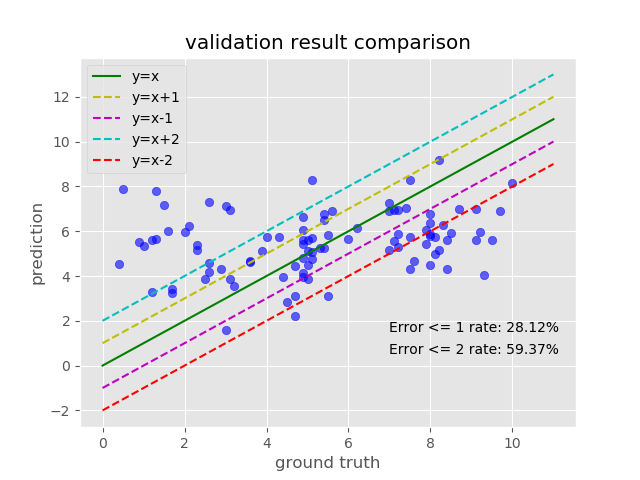 validation result comparison
y=x
y=x+1
y=x-1
y=x+2
y=x-2
12
10
8
6
4
2
0
−2
prediction
Error <= 1 rate: 28.12%
Error <= 2 rate: 59.37%
0 2 4 6 8 10
ground truth